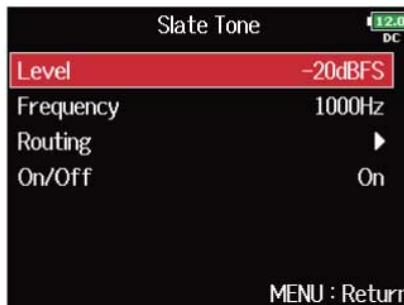 Slate Tone
12.0
DC
Level -20dBFS
Frequency 1000Hz
Routing
On/Off On
MENU : Return